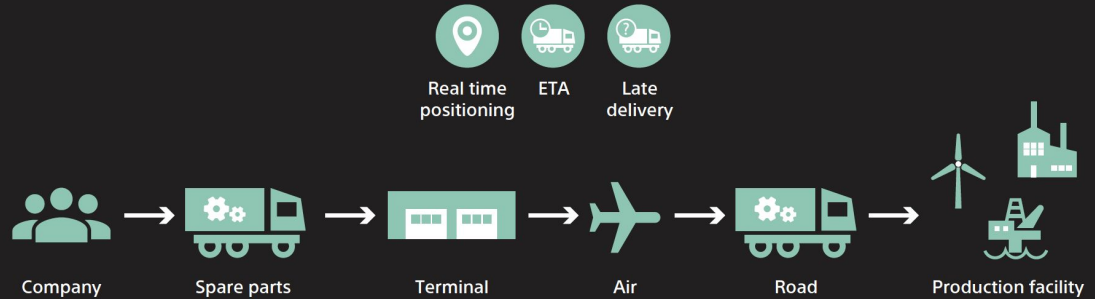 ?
Real time
positioning
ETA
Late
delivery
Company
Spare parts
Terminal
Air
Road
Production facility